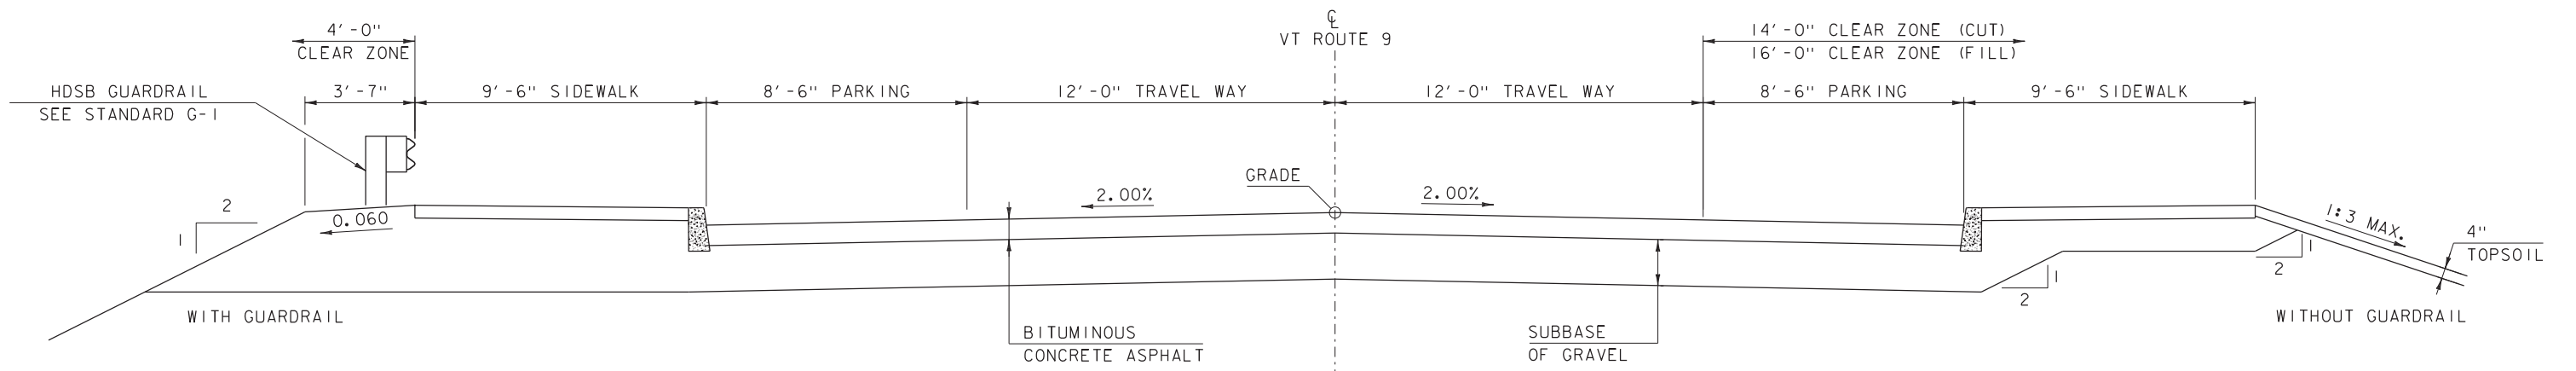 ℄
VT ROUTE 9
4'-0"
CLEAR ZONE
14'-0" CLEAR ZONE (CUT)
16'-0" CLEAR ZONE (FILL)
HDSB GUARDRAIL
SEE STANDARD G-1
3'-7"
9'-6" SIDEWALK
8'-6" PARKING
12'-0" TRAVEL WAY
12'-0" TRAVEL WAY
8'-6" PARKING
9'-6" SIDEWALK
GRADE
2.00%
2.00%
2
1
0.060
1:3 MAX.
4"
TOPSOIL
1
2
1
2
WITH GUARDRAIL
BITUMINOUS
CONCRETE ASPHALT
SUBBASE
OF GRAVEL
WITHOUT GUARDRAIL